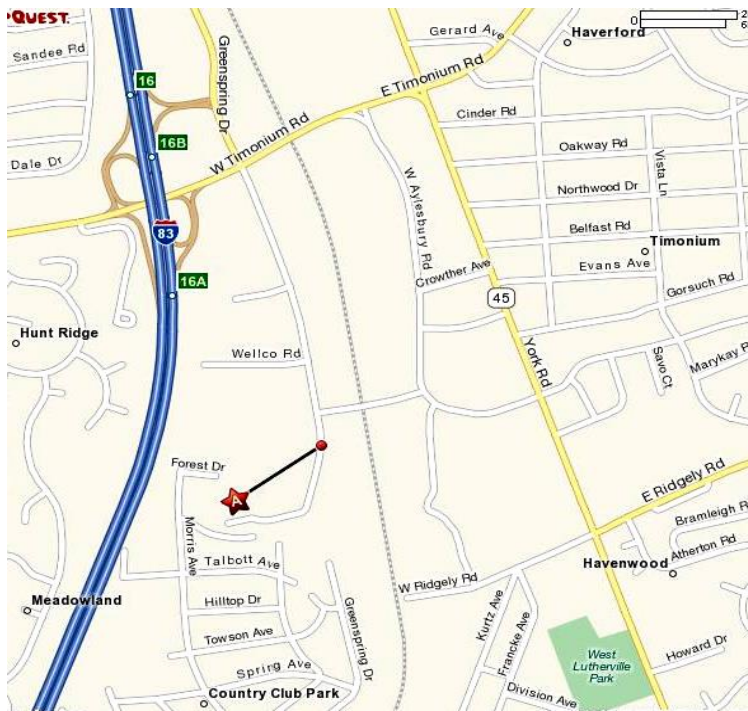 QUEST.
Sandee Rd
Greenspring Dr
Gerard Ave
Haverford
0
16
E Timonium Rd
Cinder Rd
16B
W Timonium Rd
Oakway Rd
Dale Dr
Vista Ln
W Aylesbury Rd
Northwood Dr
83
Belfast Rd
Timonium
Crowther Ave
Evans Ave
16A
45
Gorsuch Rd
Hunt Ridge
Wellco Rd
York Rd
Savo Ct
Marykay R
Forest Dr
A
E Ridgely Rd
Morris Ave
Bramleigh R
Talbott Ave
Atherton Rd
Havenwood
W Ridgely Rd
Meadowland
Hilltop Dr
Greenspring Dr
Kurtz Ave
Francke Ave
Towson Ave
West
Lutherville
Park
Howard Dr
Spring Ave
Country Club Park
Division Ave